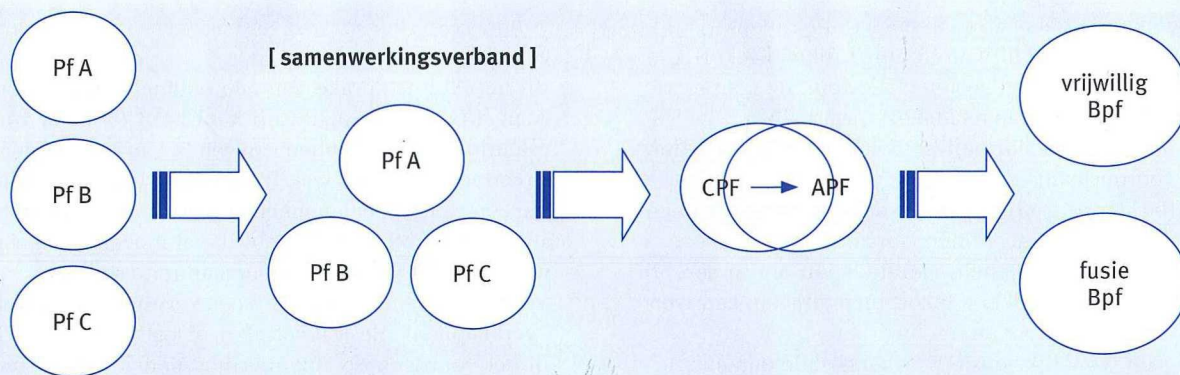 Pf A
Pf B
Pf C
[ samenwerkingsverband ]
Pf A
Pf B
Pf C
CPF
APF
vrijwillig
Bpf
fusie
Bpf